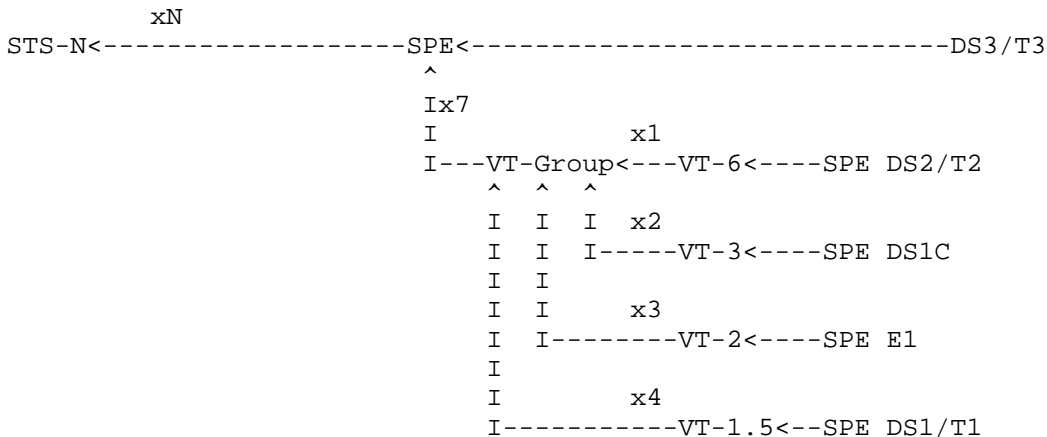 xN
STS-N<-------------------SPE<------------------------------DS3/T3
^
Ix7
I x1
I---VT-Group<---VT-6<----SPE DS2/T2
^ ^ ^
I I I x2
I I I-----VT-3<----SPE DS1C
I I
I I x3
I I--------VT-2<----SPE E1
I
I x4
I-----------VT-1.5<--SPE DS1/T1